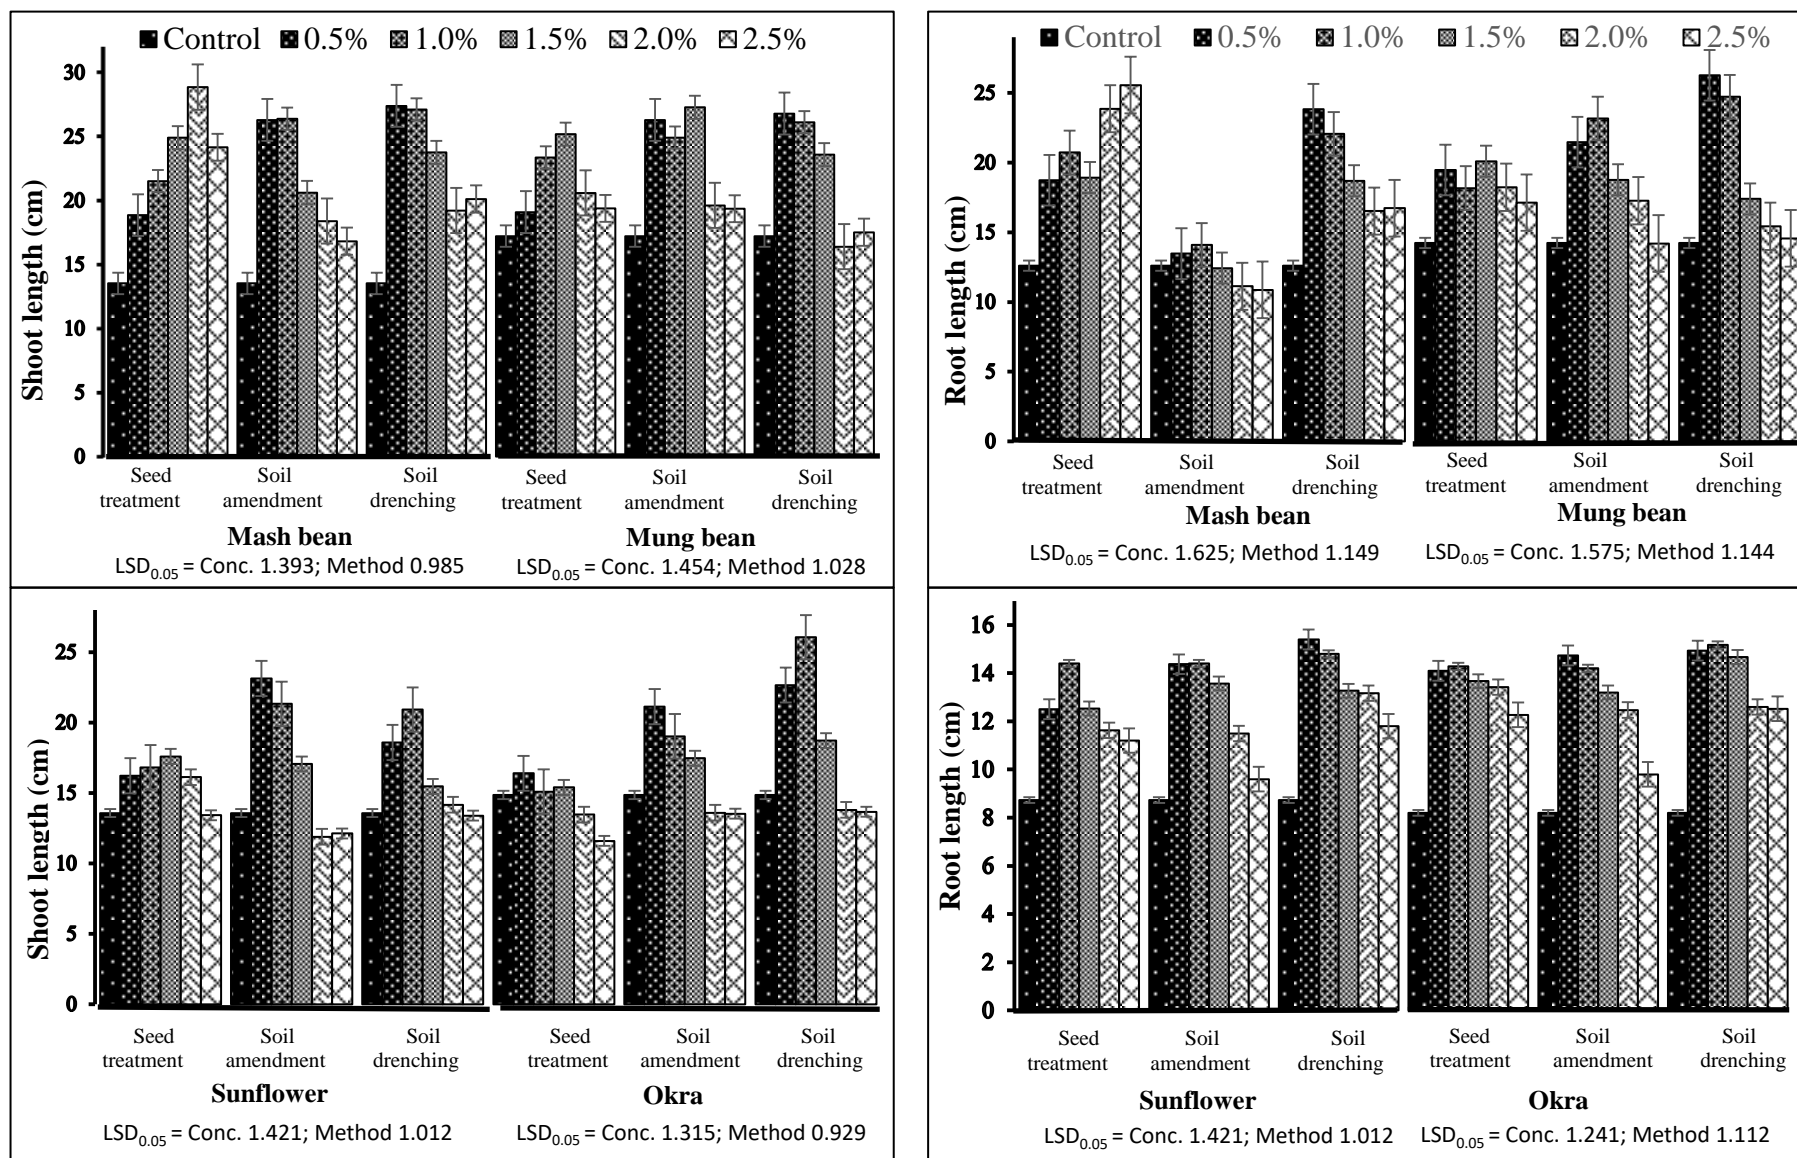 Control 0.5% 1.0% 1.5% 2.0% 2.5%
Shoot length (cm)
30
25
20
15
10
5
0
Seed treatment
Soil amendment
Soil drenching
Seed treatment
Soil amendment
Soil drenching
Mash bean
Mung bean
LSD0.05 = Conc. 1.393; Method 0.985
LSD0.05 = Conc. 1.454; Method 1.028
Control 0.5% 1.0% 1.5% 2.0% 2.5%
Root length (cm)
25
20
15
10
5
0
Seed treatment
Soil amendment
Soil drenching
Seed treatment
Soil amendment
Soil drenching
Mash bean
Mung bean
LSD0.05 = Conc. 1.625; Method 1.149
LSD0.05 = Conc. 1.575; Method 1.144
Shoot length (cm)
25
20
15
10
5
0
Seed treatment
Soil amendment
Soil drenching
Seed treatment
Soil amendment
Soil drenching
Sunflower
Okra
LSD0.05 = Conc. 1.421; Method 1.012
LSD0.05 = Conc. 1.315; Method 0.929
Root length (cm)
16
14
12
10
8
6
4
2
0
Seed treatment
Soil amendment
Soil drenching
Seed treatment
Soil amendment
Soil drenching
Sunflower
Okra
LSD0.05 = Conc. 1.421; Method 1.012
LSD0.05 = Conc. 1.241; Method 1.112